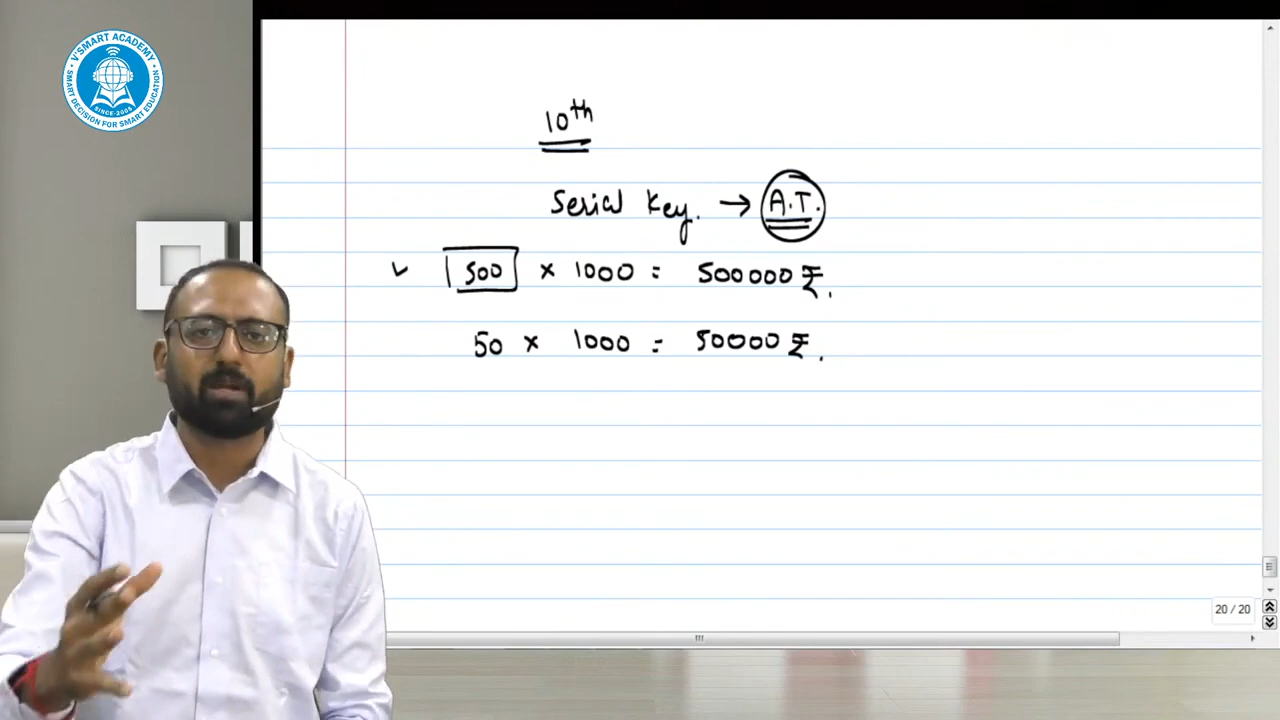 V'SMART ACADEMY
SMART DECISION FOR SMART EDUCATION
SINCE-2005
10th
Serial Key. → A.T.
✓ 500 × 1000 = 500000 ₹.
50 × 1000 = 50000 ₹.
20 / 20